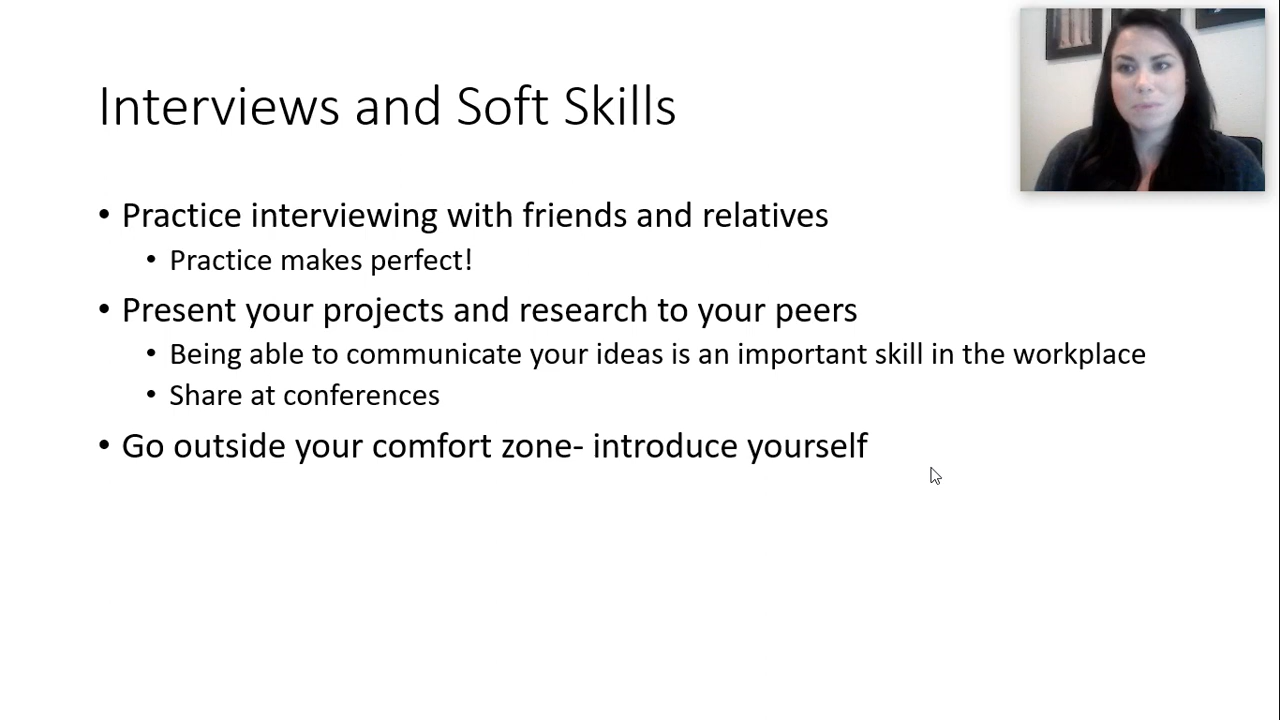 Interviews and Soft Skills
• Practice interviewing with friends and relatives
• Practice makes perfect!
• Present your projects and research to your peers
• Being able to communicate your ideas is an important skill in the workplace
• Share at conferences
• Go outside your comfort zone- introduce yourself